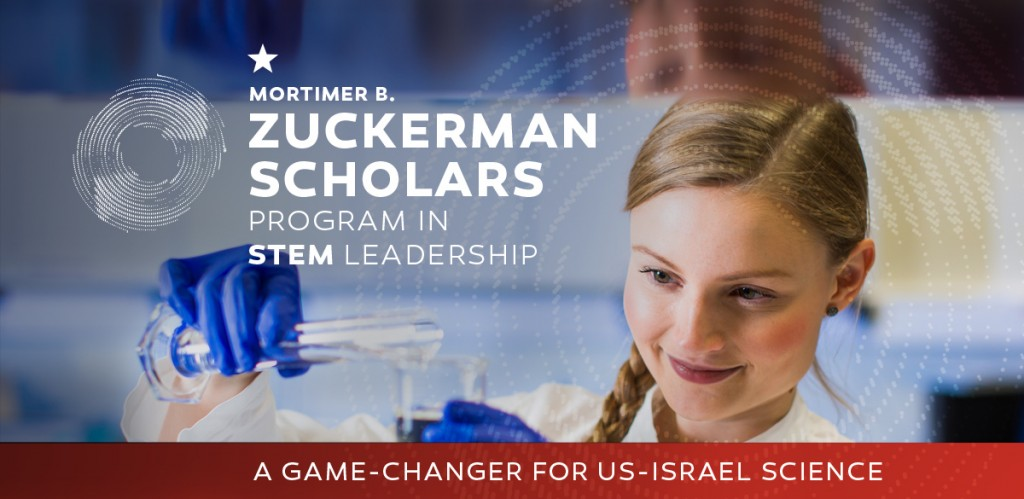 MORTIMER B.
ZUCKERMAN
SCHOLARS
PROGRAM IN
STEM LEADERSHIP
A GAME-CHANGER FOR US-ISRAEL SCIENCE